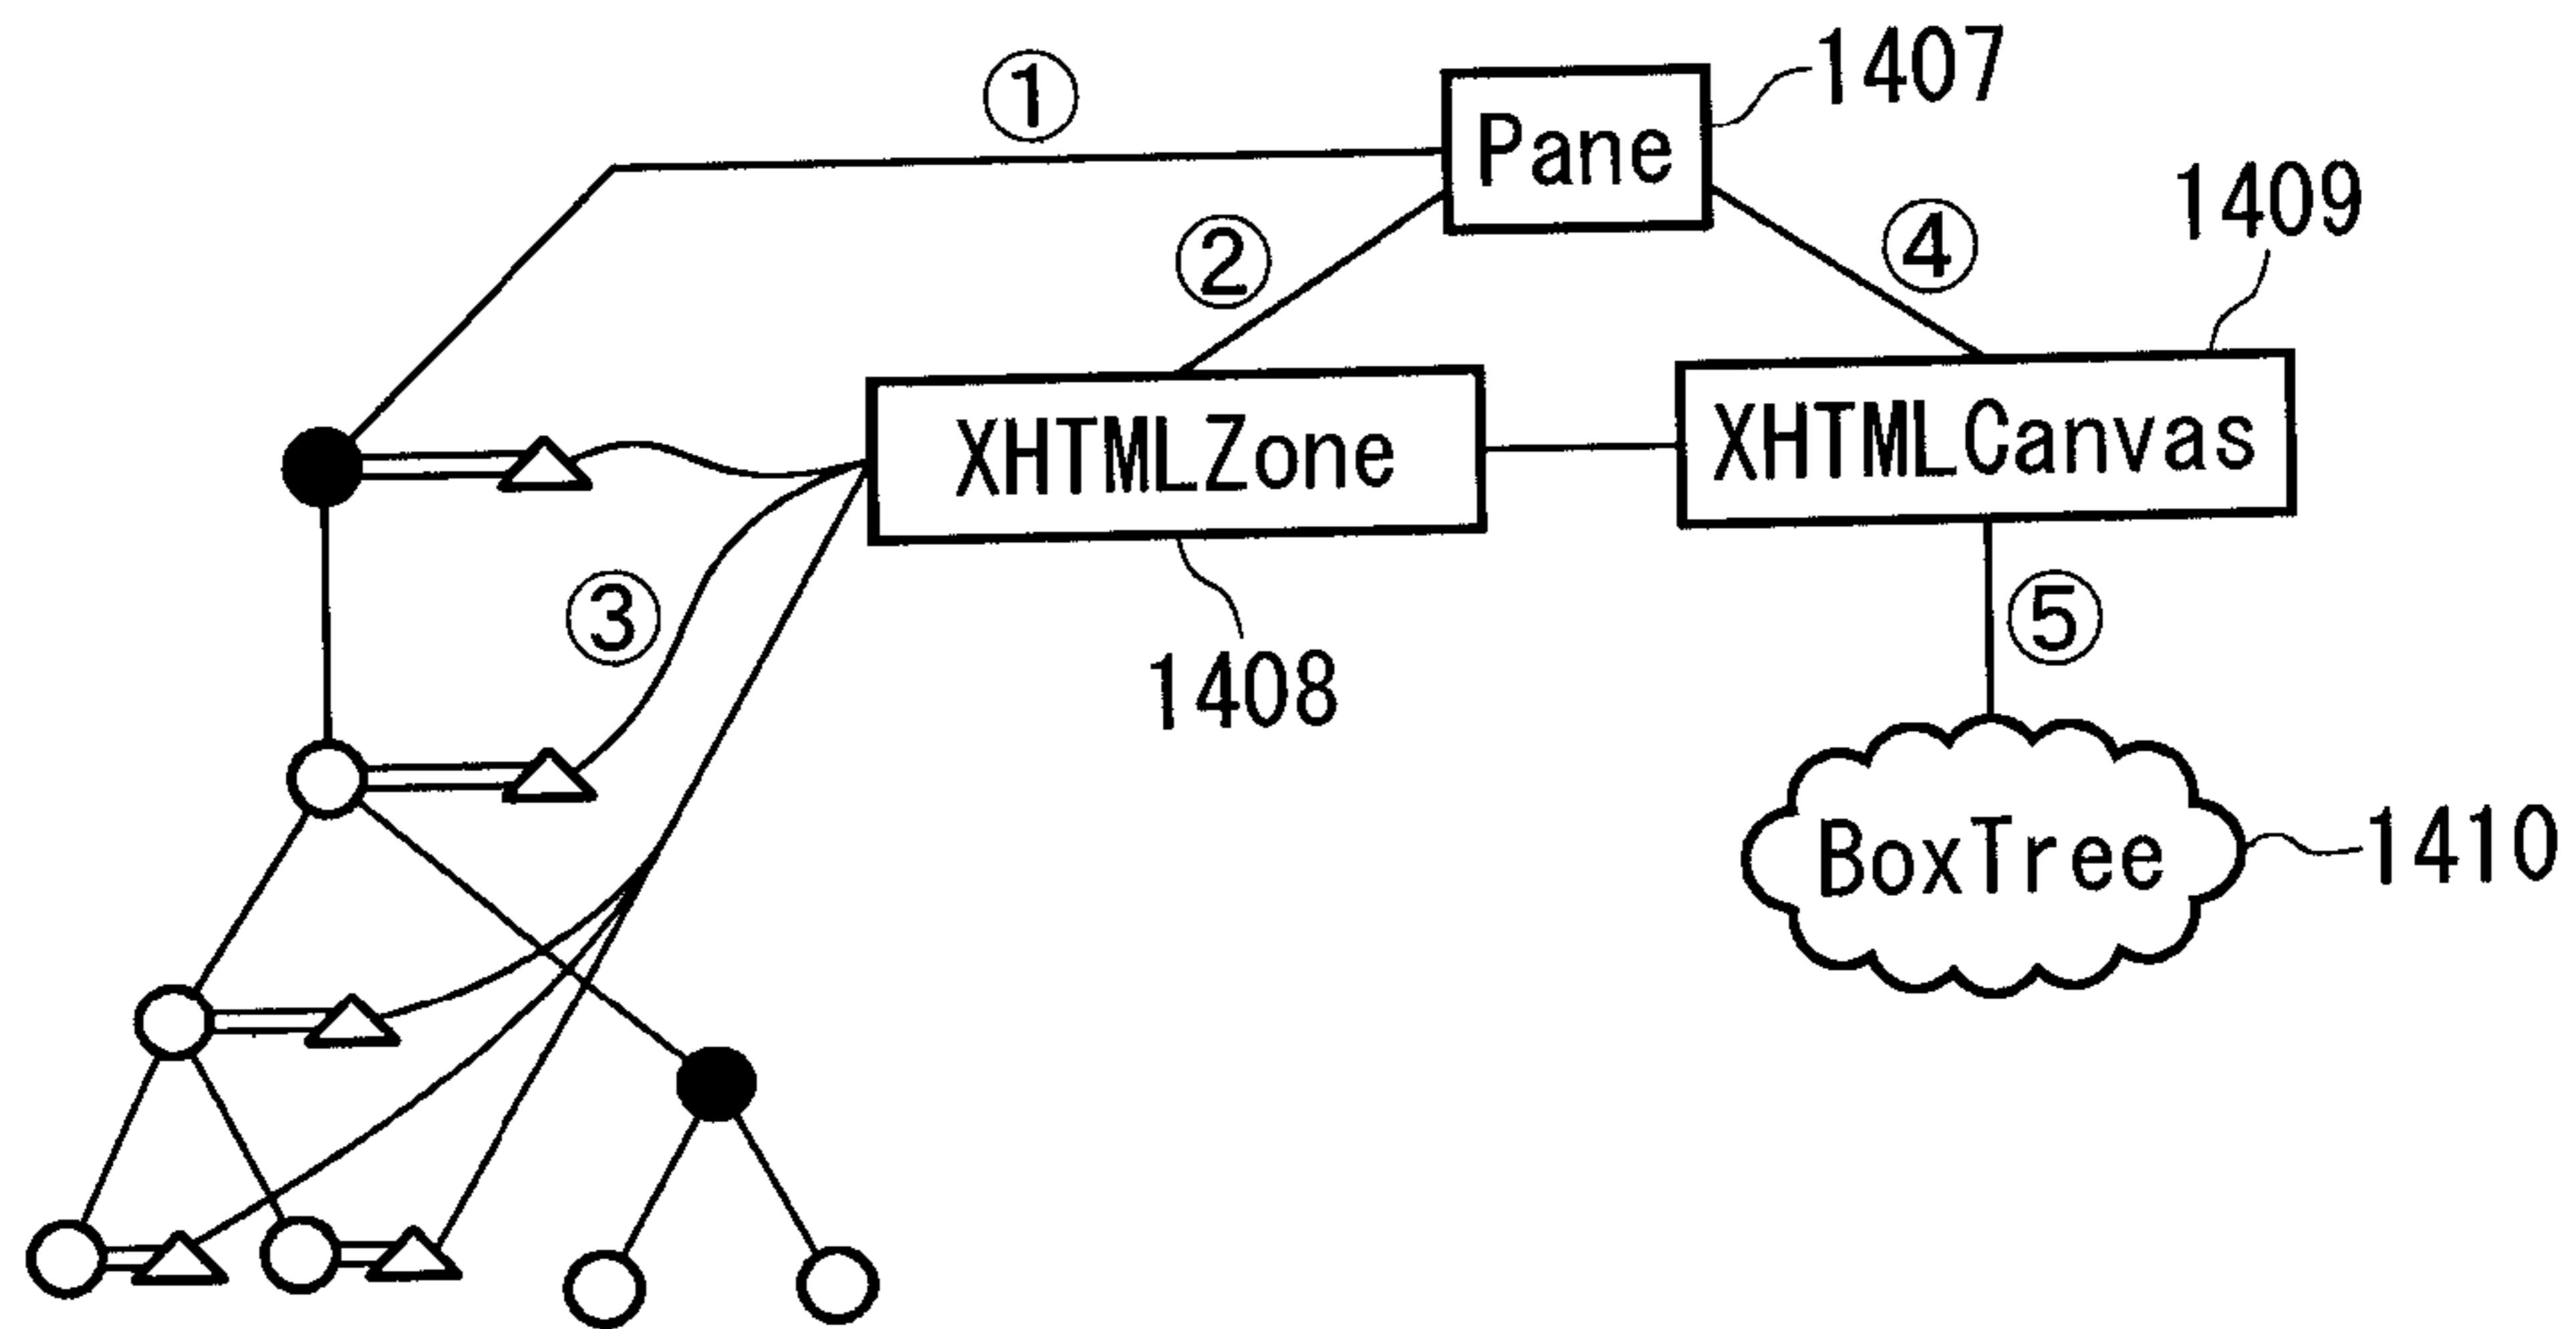 ① Pane 1407
② ④ 1409
XHTMLZone XHTMLCanvas
③ 1408 ⑤
BoxTree 1410